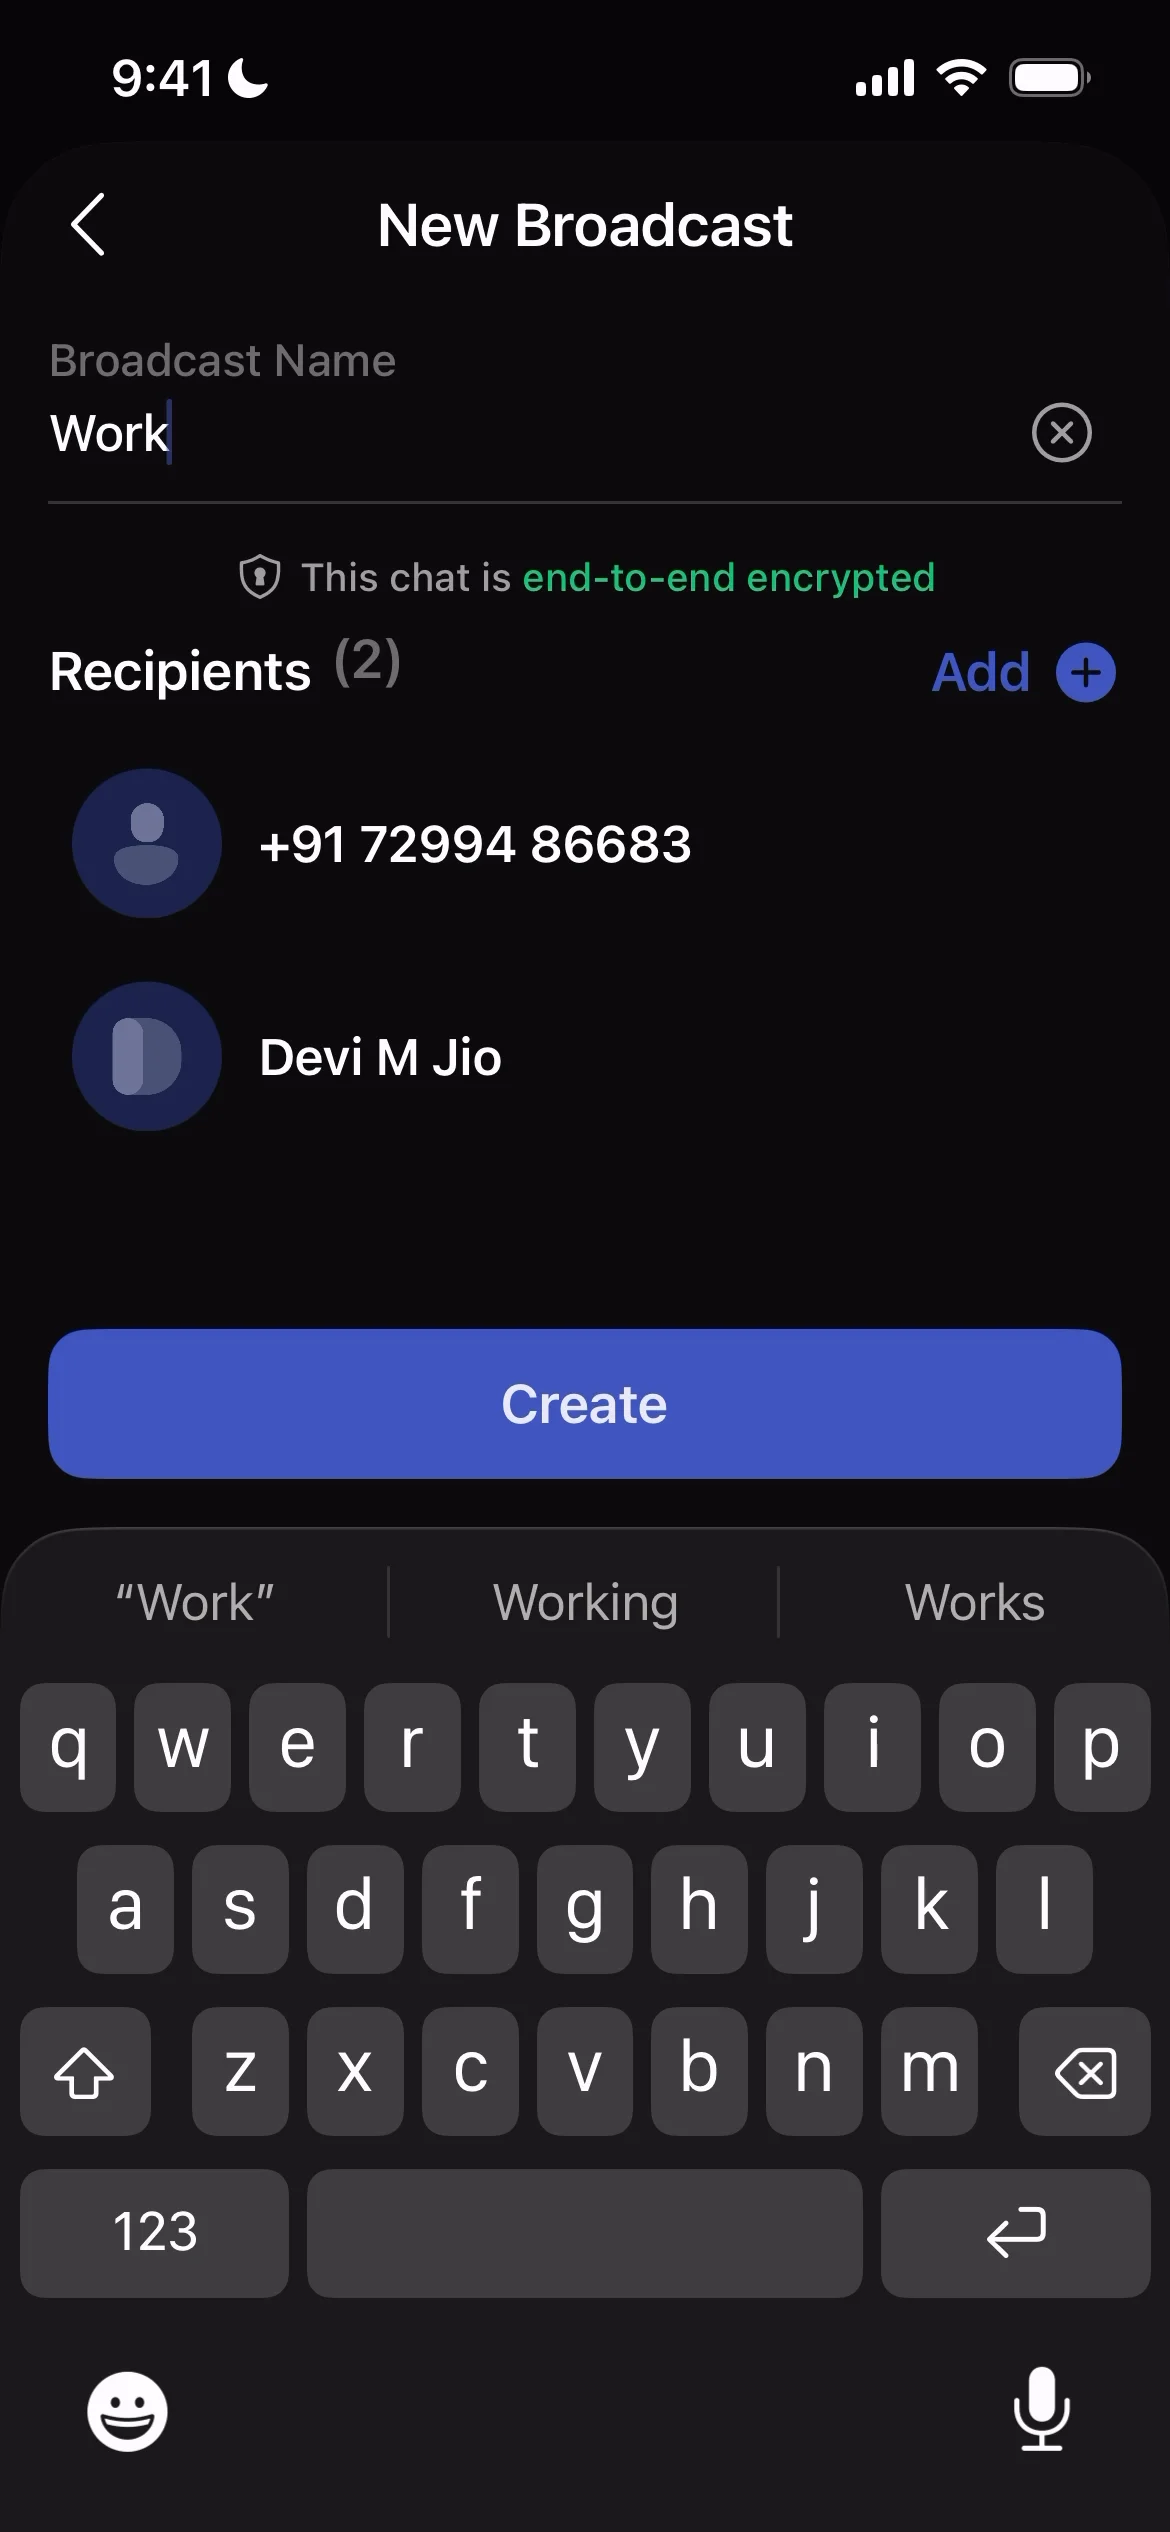 9:41
New Broadcast
Broadcast Name
Work
This chat is end-to-end encrypted
Recipients (2)
Add
+91 72994 86683
Devi M Jio
Create
“Work” Working Works
q w e r t y u i o p
a s d f g h j k l
z x c v b n m
123